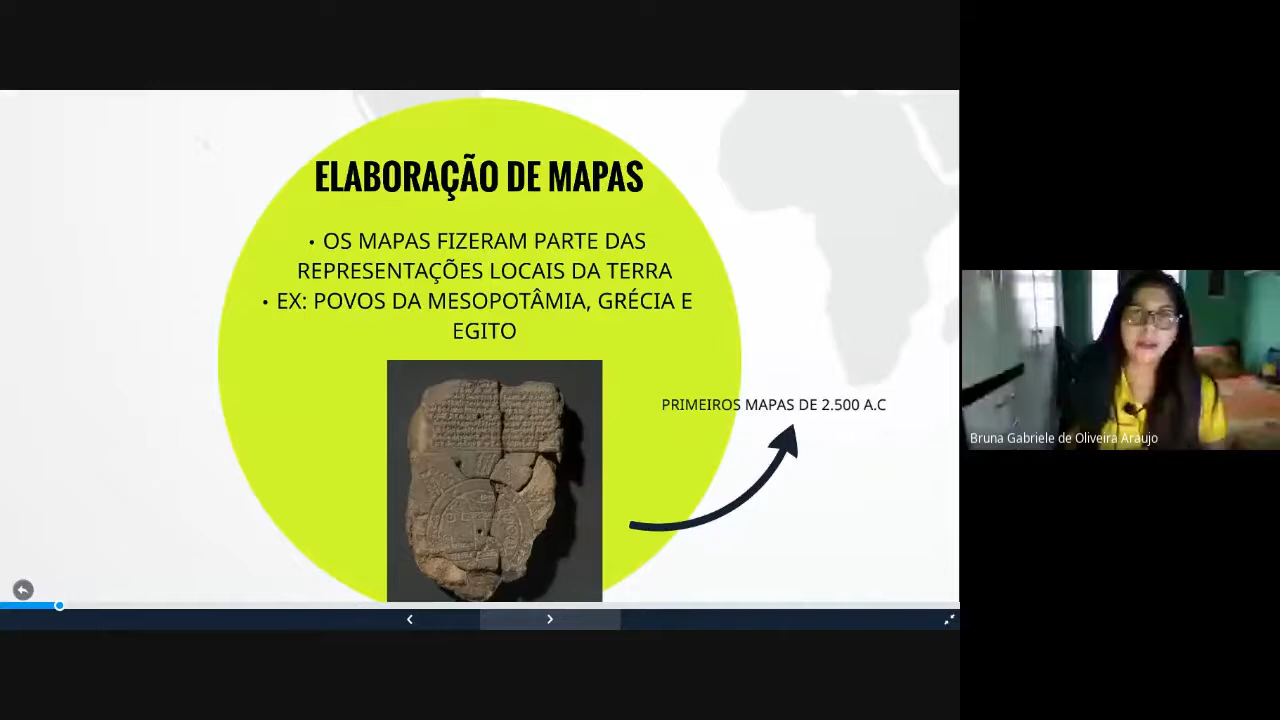 ELABORAÇÃO DE MAPAS
• OS MAPAS FIZERAM PARTE DAS
REPRESENTAÇÕES LOCAIS DA TERRA
• EX: POVOS DA MESOPOTÂMIA, GRÉCIA E
EGITO
PRIMEIROS MAPAS DE 2.500 A.C
Bruna Gabriele de Oliveira Araujo